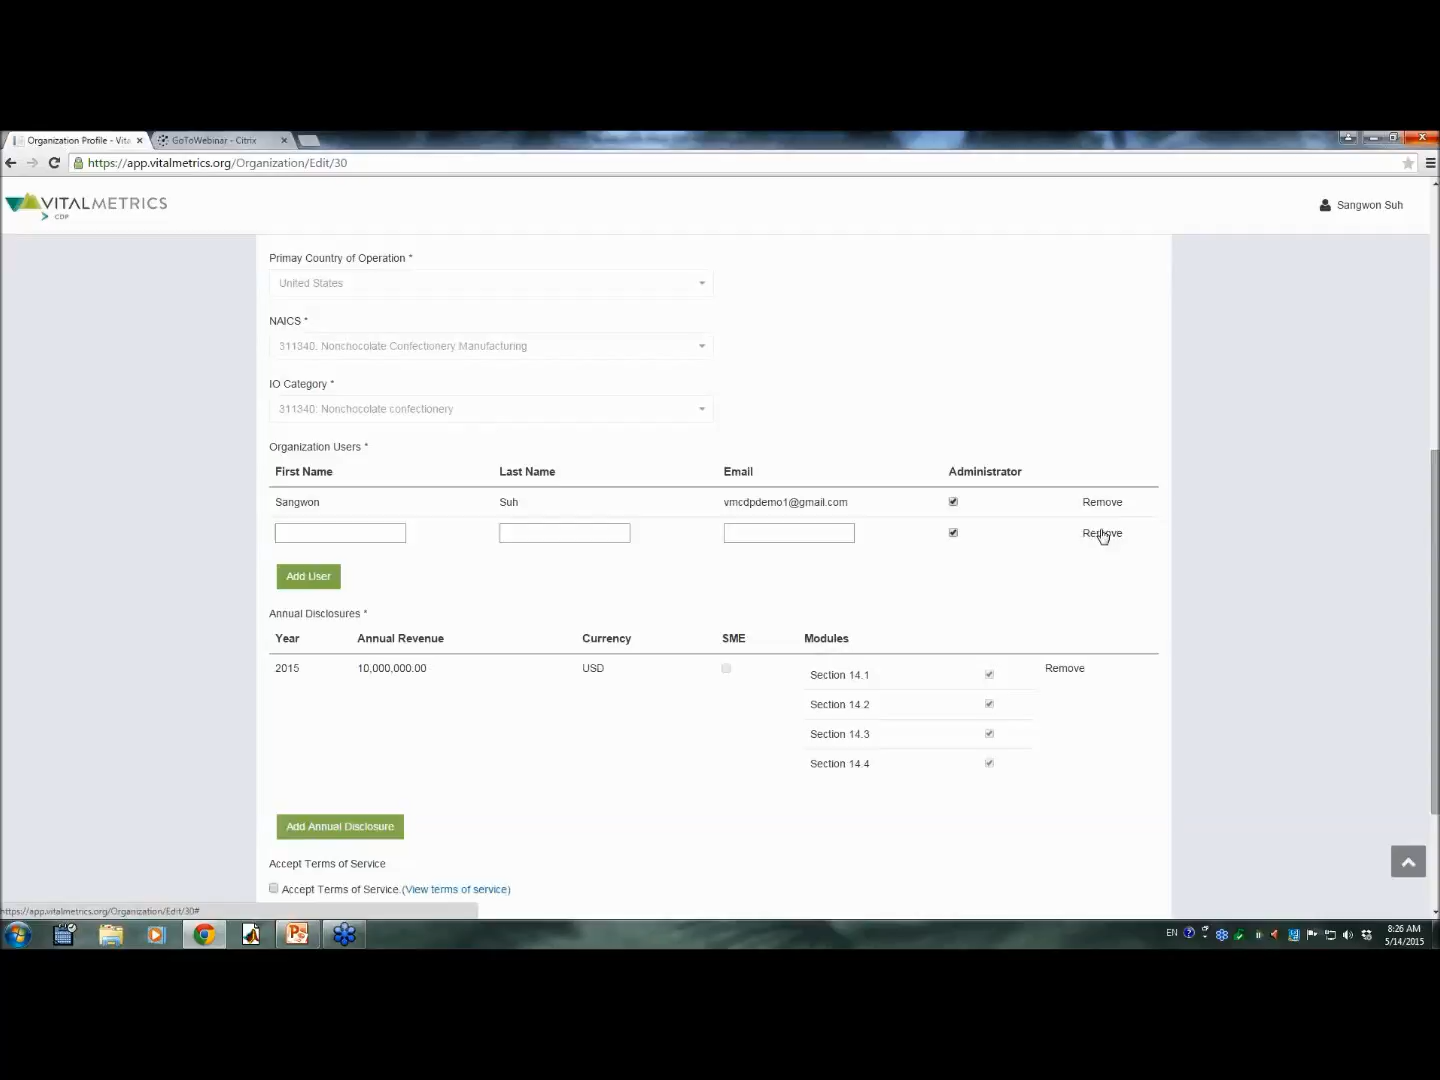 Organization Profile - Vita
GoToWebinar - Citrix
https://app.vitalmetrics.org/Organization/Edit/30
VITALMETRICS
CDP
Sangwon Suh
Primay Country of Operation *
United States
NAICS *
311340: Nonchocolate Confectionery Manufacturing
IO Category *
311340: Nonchocolate confectionery
Organization Users *
First Name Last Name Email Administrator
Sangwon Suh vmcdpdemo1@gmail.com Remove
Remove
Add User
Annual Disclosures *
Year Annual Revenue Currency SME Modules
2015 10,000,000.00 USD Section 14.1 Remove
Section 14.2
Section 14.3
Section 14.4
Add Annual Disclosure
Accept Terms of Service
Accept Terms of Service.(View terms of service)
https://app.vitalmetrics.org/Organization/Edit/30#
EN 8:26 AM
5/14/2015